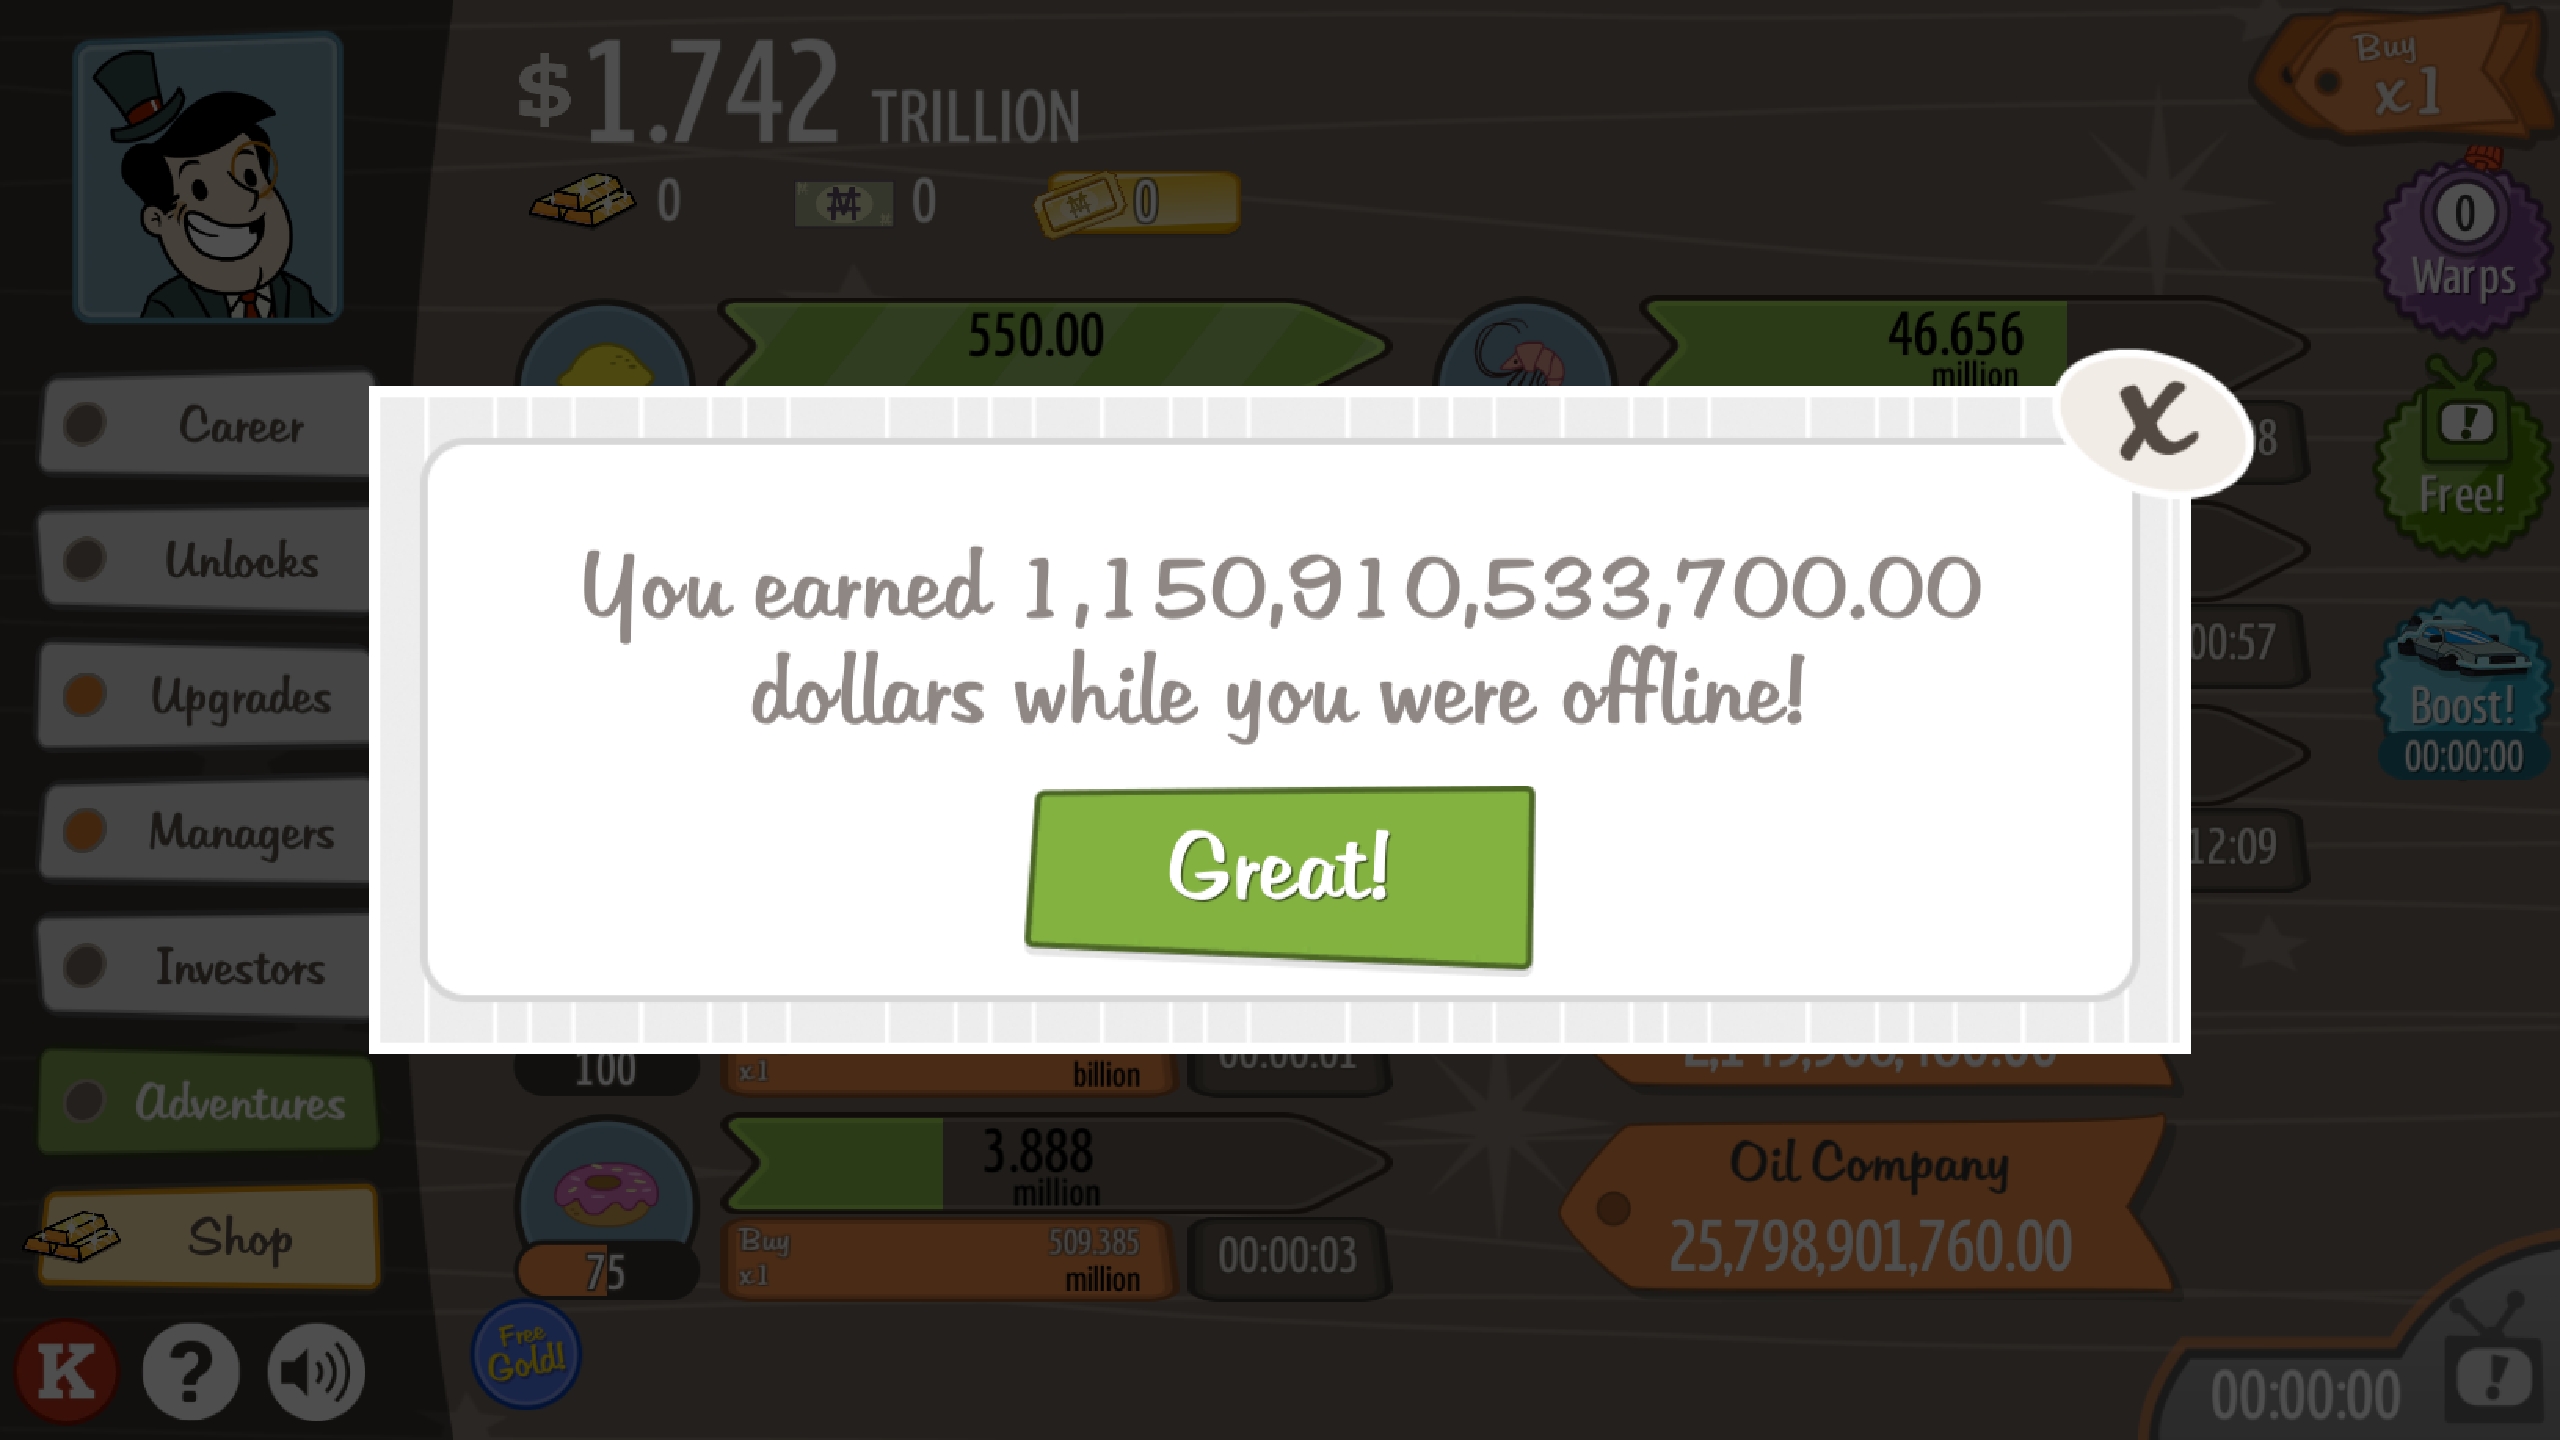 $1.742 TRILLION
Buy
x1
0
0
0
0
Warps
550.00
46.656
million
Career
8
Free!
Unlocks
You earned 1,150,910,533,700.00
dollars while you were offline!
00:57
Upgrades
Boost!
00:00:00
Managers
Great!
12:09
Investors
100
x1
billion
Adventures
3.888
million
Oil Company
25,798,901,760.00
Shop
75
Buy
x1
509.385
million
00:00:03
Free
Gold!
K
?
00:00:00